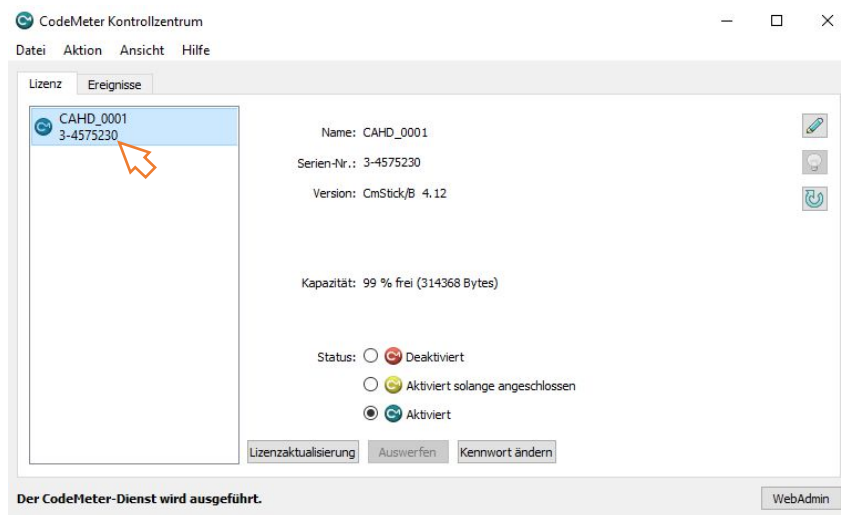 CodeMeter Kontrollzentrum
Datei Aktion Ansicht Hilfe
Lizenz Ereignisse
CAHD_0001
3-4575230
Name: CAHD_0001
Serien-Nr.: 3-4575230
Version: CmStick/B 4.12
Kapazität: 99 % frei (314368 Bytes)
Status: Deaktiviert
Aktiviert solange angeschlossen
Aktiviert
Lizenzaktualisierung Auswerfen Kennwort ändern
Der CodeMeter-Dienst wird ausgeführt. WebAdmin